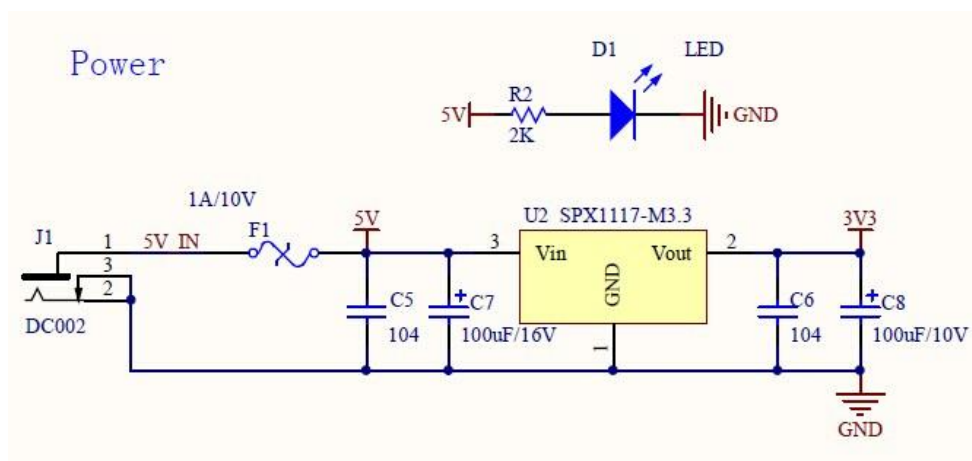 Power
D1 LED
R2
5V GND
2K
1A/10V
U2 SPX1117-M3.3
J1 1 5V IN F1 5V 3 Vin Vout 2 3V3
3
2
GND
DC002
C5 C7 C6 C8
104 100uF/16V 104 100uF/10V
1
GND